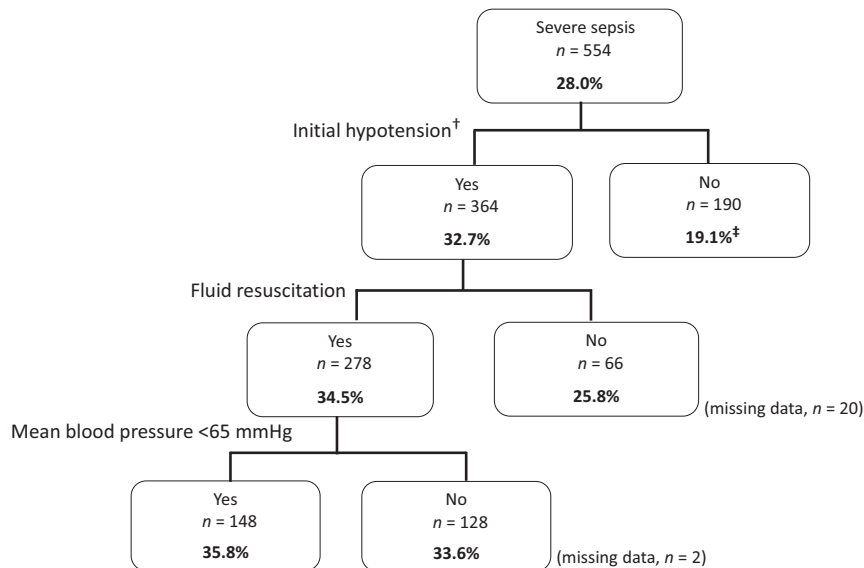 Severe sepsis
n = 554
28.0%
Initial hypotension†
Yes
n = 364
32.7%
No
n = 190
19.1%‡
Fluid resuscitation
Yes
n = 278
34.5%
No
n = 66
25.8%
(missing data, n = 20)
Mean blood pressure <65 mmHg
Yes
n = 148
35.8%
No
n = 128
33.6%
(missing data, n = 2)